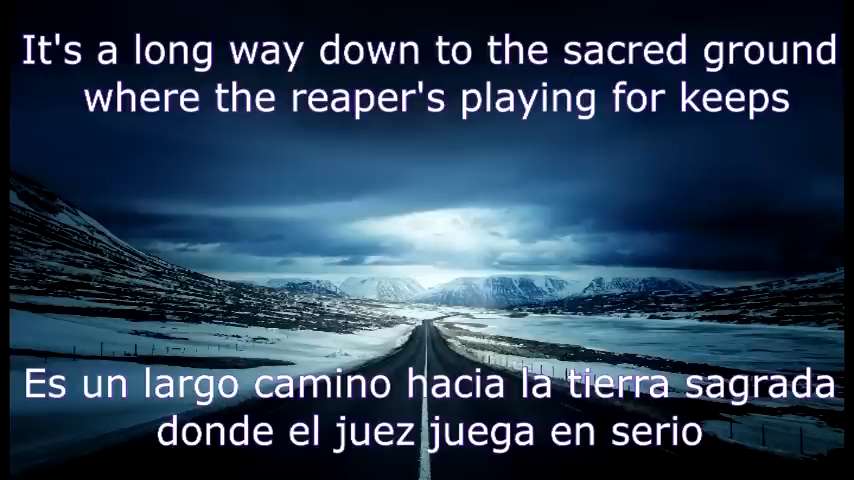 It's a long way down to the sacred ground
where the reaper's playing for keeps
Es un largo camino hacia la tierra sagrada
donde el juez juega en serio